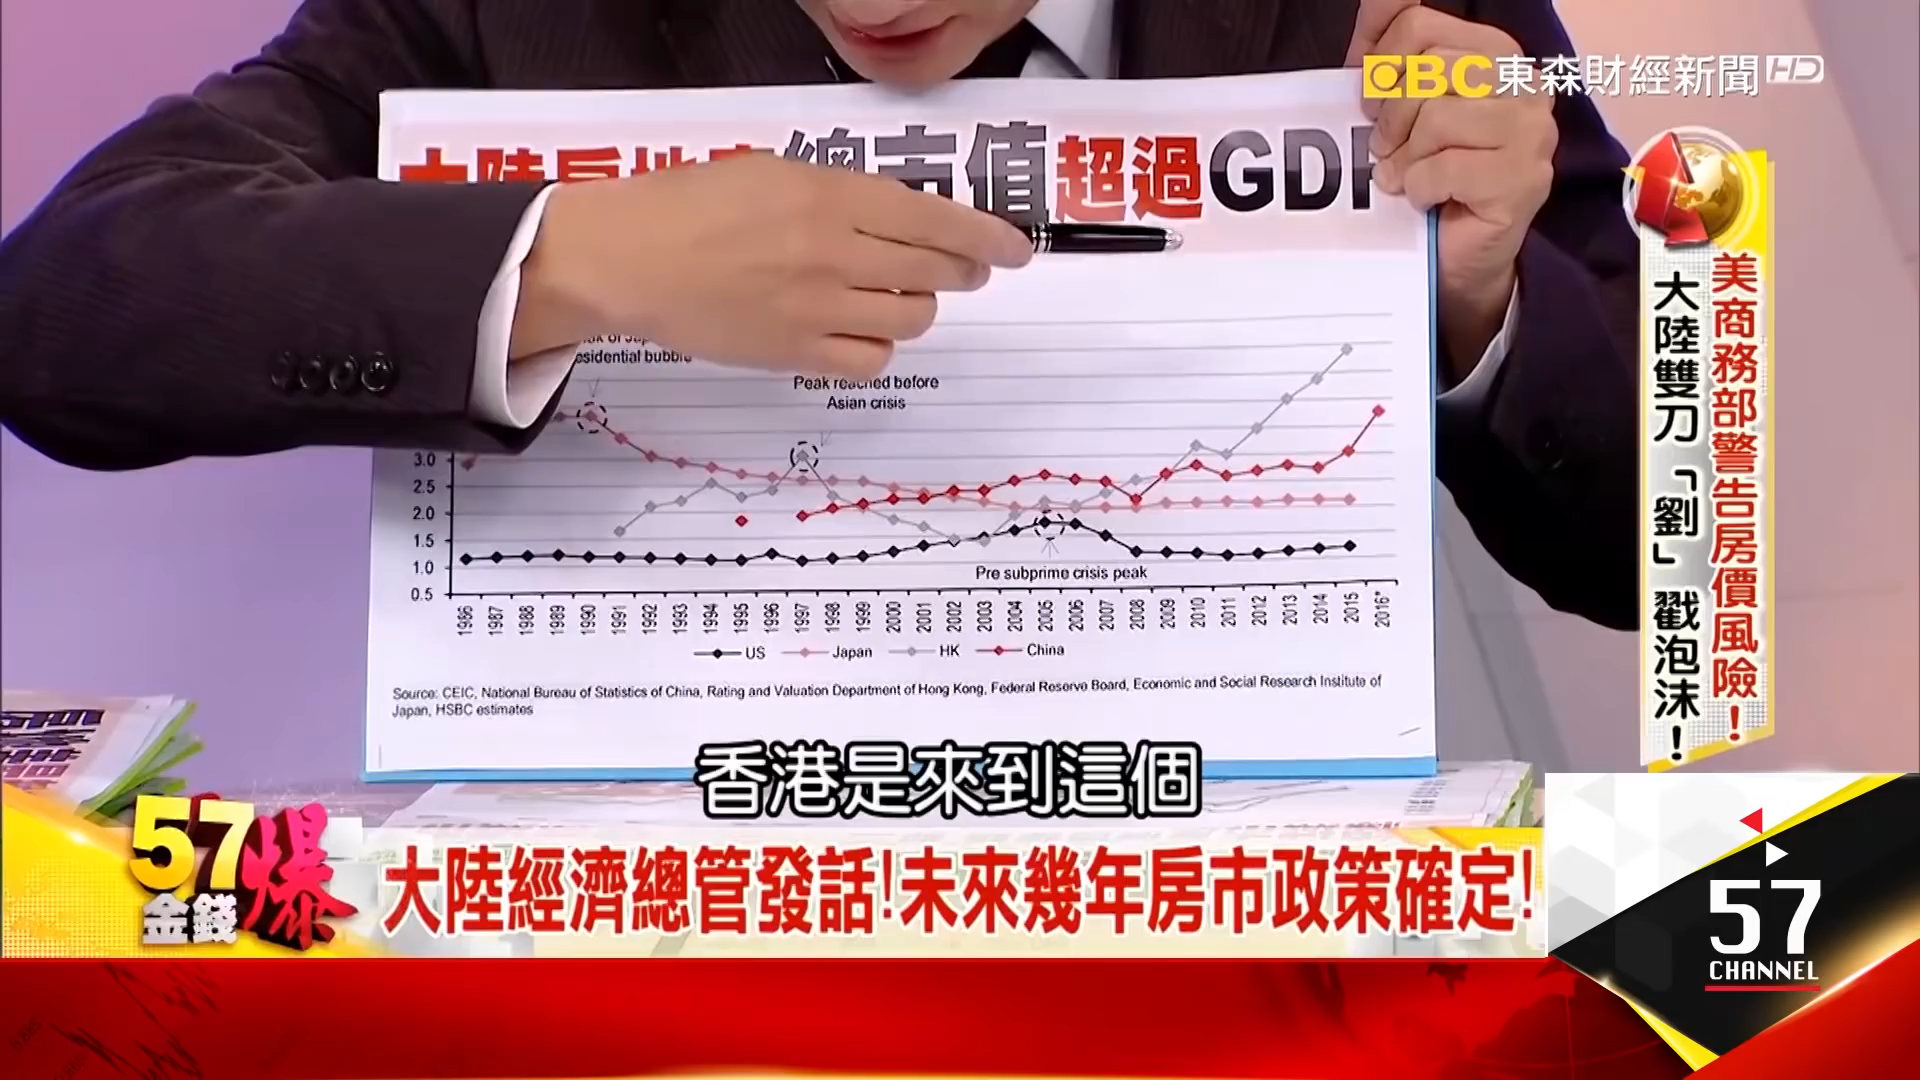 EBC東森財經新聞HD
總市值超過GDP
residential bubble
Peak reached before
Asian crisis
3.0
2.5
2.0
1.5
1.0
0.5
Pre subprime crisis peak
1986 1987 1988 1989 1990 1991 1992 1993 1994 1995 1996 1997 1998 1999 2000 2001 2002 2003 2004 2005 2006 2007 2008 2009 2010 2011 2012 2013 2014 2015 2016*
US Japan HK China
Source: CEIC, National Bureau of Statistics of China, Rating and Valuation Department of Hong Kong, Federal Reserve Board, Economic and Social Research Institute of
Japan, HSBC estimates
美商務部警告房價風險!
大陸雙刀「劉」戳泡沫!
香港是來到這個
57金錢爆
大陸經濟總管發話!未來幾年房市政策確定!
57
CHANNEL